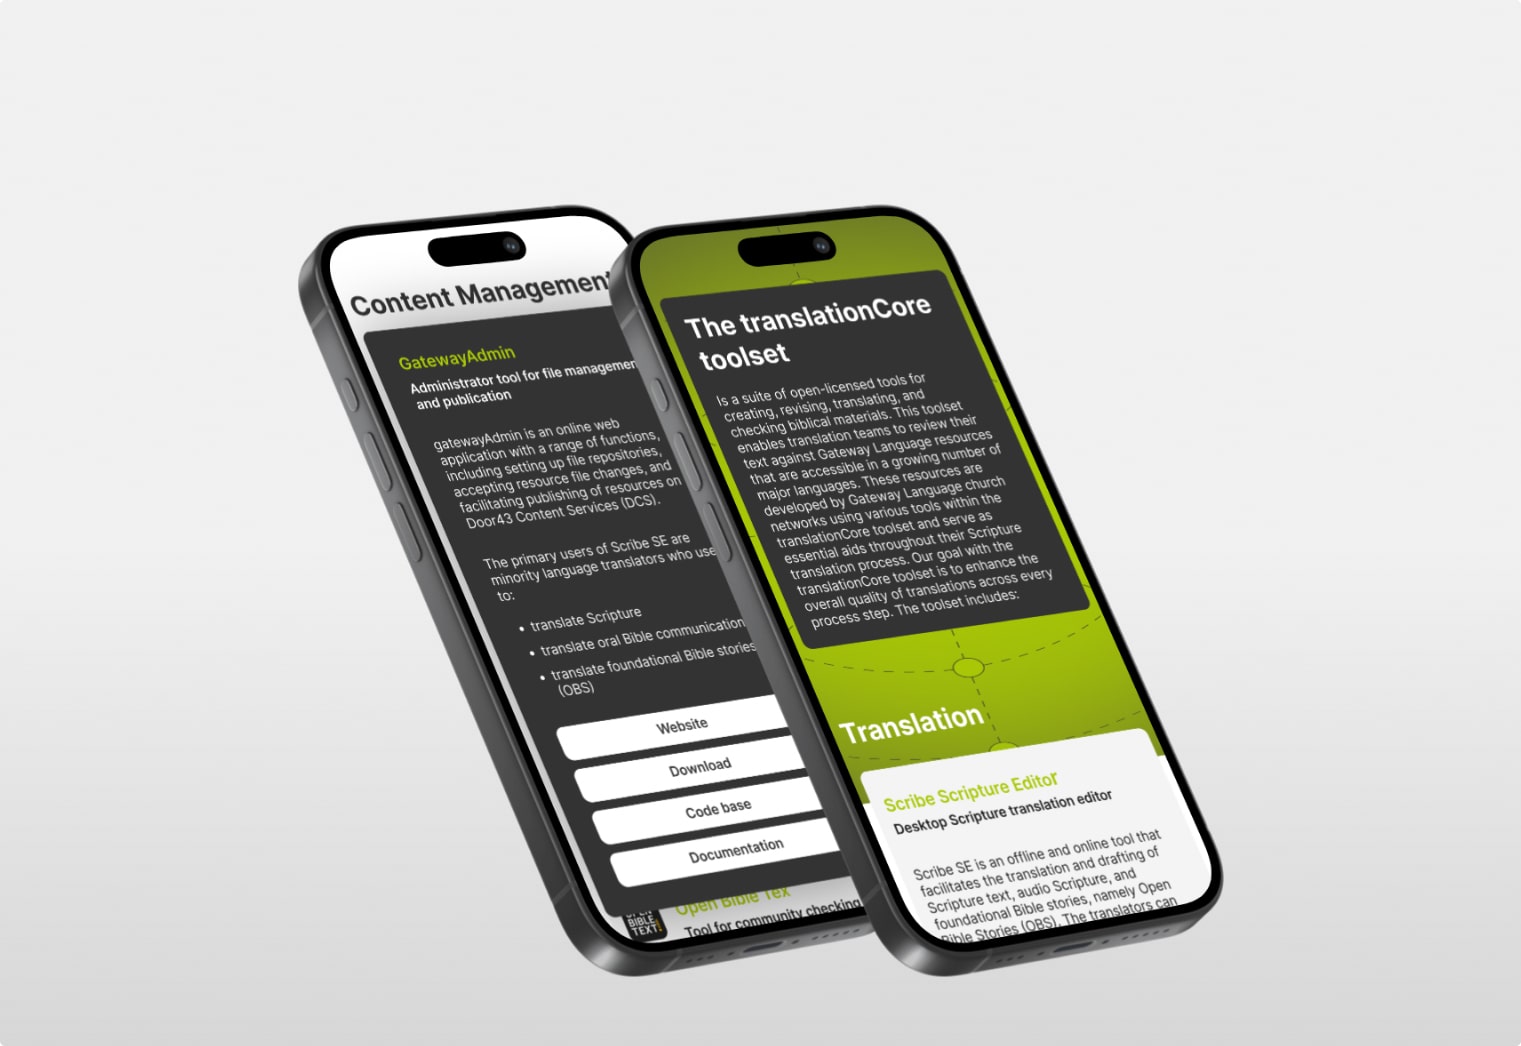 Content Management
GatewayAdmin
Administrator tool for file management
and publication
gatewayAdmin is an online web
application with a range of functions,
including setting up file repositories,
accepting resource file changes, and
facilitating publishing of resources on
Door43 Content Services (DCS).
The primary users of Scribe SE are
minority language translators who use
to:
• translate Scripture
• translate oral Bible communication
• translate foundational Bible stories
(OBS)
Website
Download
Code base
Documentation
OPEN
BIBLE
TEXT!
Open Bible Tex
Tool for community checking
The translationCore
toolset
Is a suite of open-licensed tools for
creating, revising, translating, and
checking biblical materials. This toolset
enables translation teams to review their
text against Gateway Language resources
that are accessible in a growing number of
major languages. These resources are
developed by Gateway Language church
networks using various tools within the
translationCore toolset and serve as
essential aids throughout their Scripture
translation process. Our goal with the
translationCore toolset is to enhance the
overall quality of translations across every
process step. The toolset includes:
Translation
Scribe Scripture Editor
Desktop Scripture translation editor
Scribe SE is an offline and online tool that
facilitates the translation and drafting of
Scripture text, audio Scripture, and
foundational Bible stories, namely Open
Bible Stories (OBS). The translators can